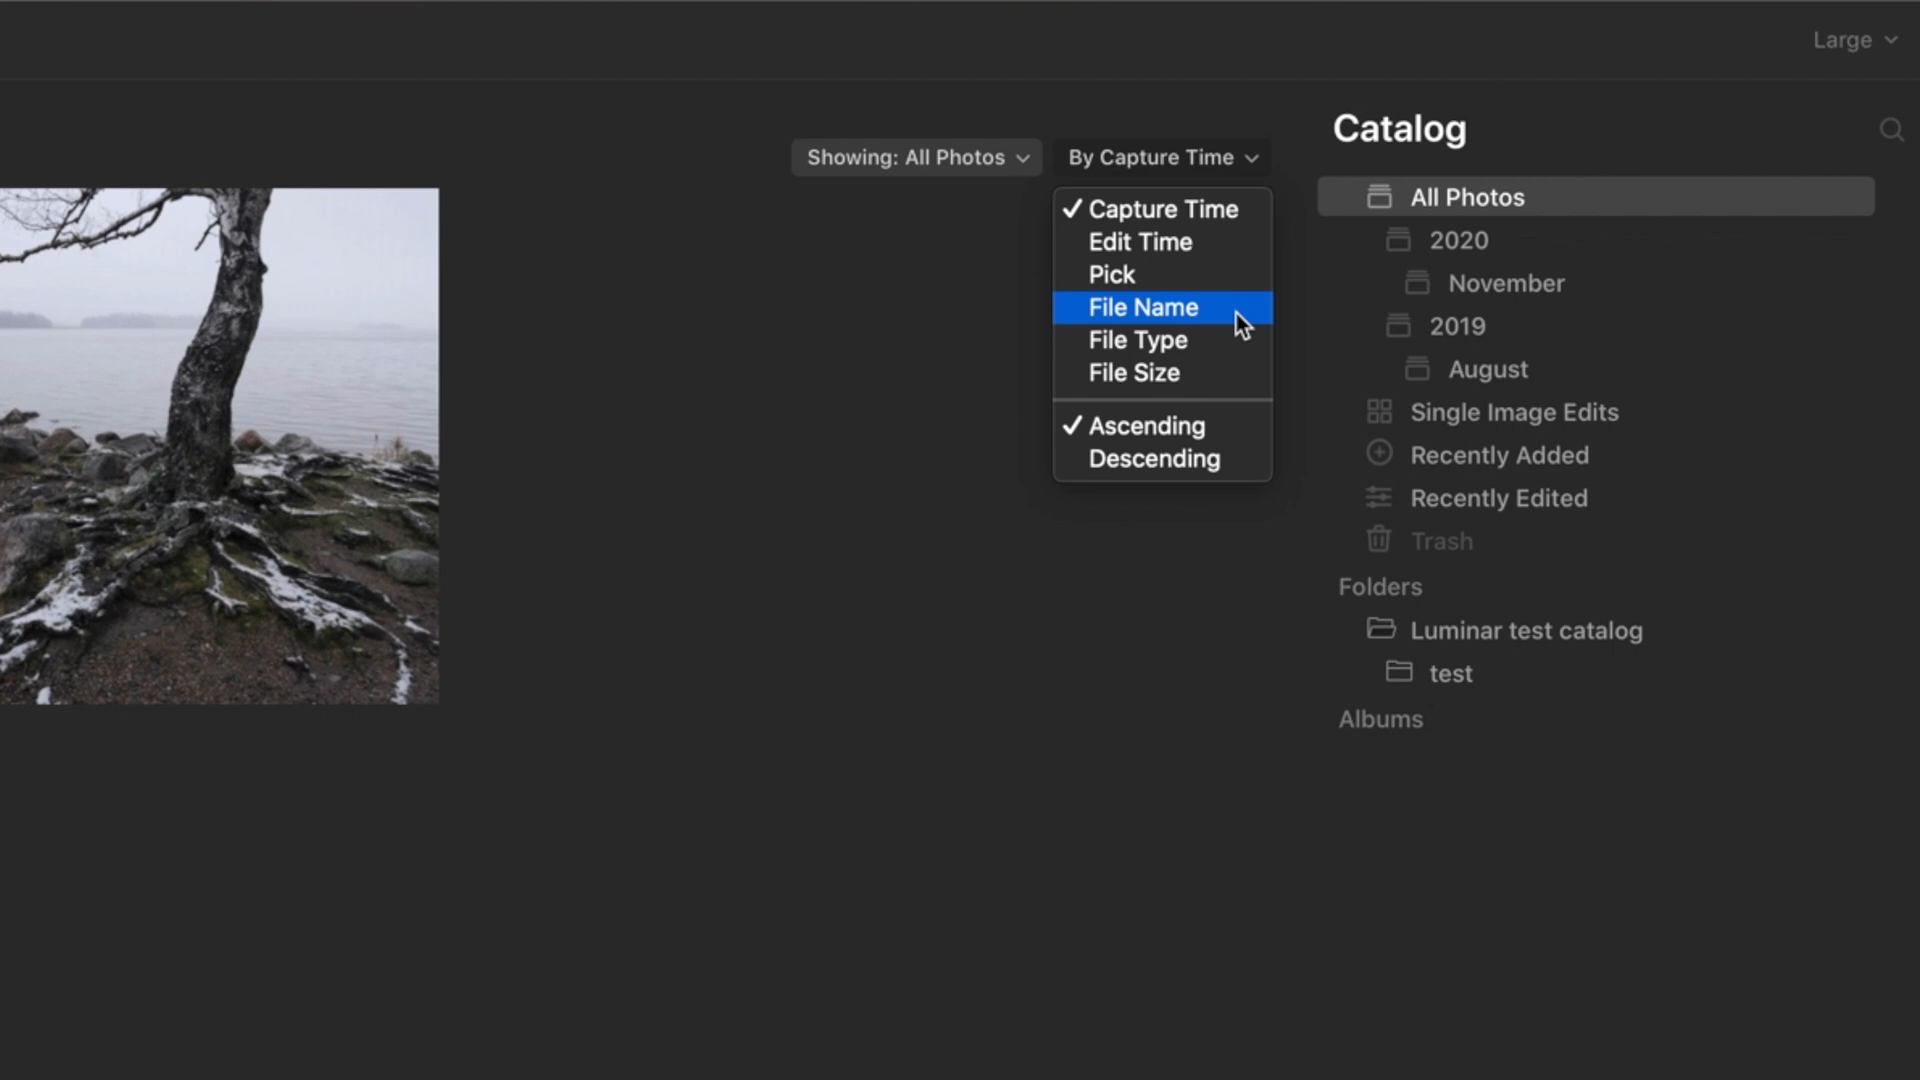 Large
Showing: All Photos
By Capture Time
Capture Time
Edit Time
Pick
File Name
File Type
File Size
Ascending
Descending
Catalog
All Photos
2020
November
2019
August
Single Image Edits
Recently Added
Recently Edited
Trash
Folders
Luminar test catalog
test
Albums